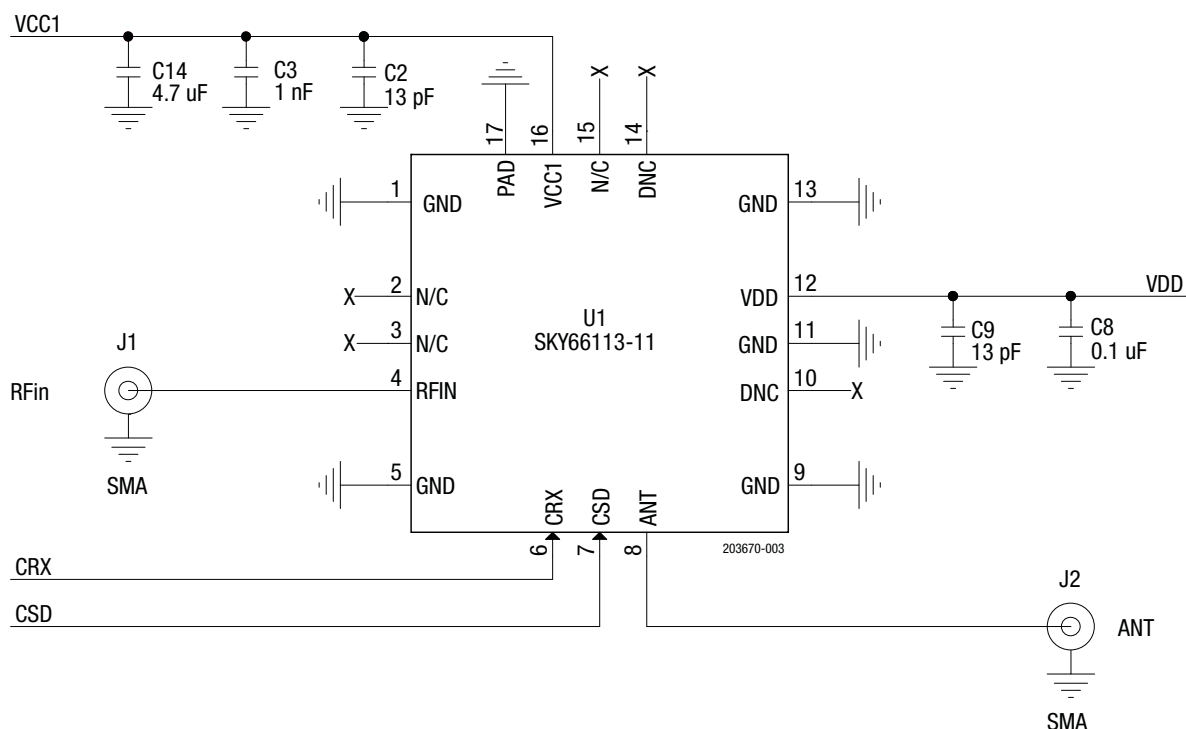 VCC1
C14
4.7 uF
C3
1 nF
C2
13 pF
X
X
17
16
15
14
PAD
VCC1
N/C
DNC
1
GND
GND
13
X
2
N/C
VDD
12
VDD
X
3
N/C
U1
SKY66113-11
GND
11
C9
13 pF
C8
0.1 uF
J1
RFin
4
RFIN
DNC
10
X
SMA
5
GND
GND
9
CRX
CSD
ANT
6
7
8
203670-003
CRX
CSD
J2
ANT
SMA